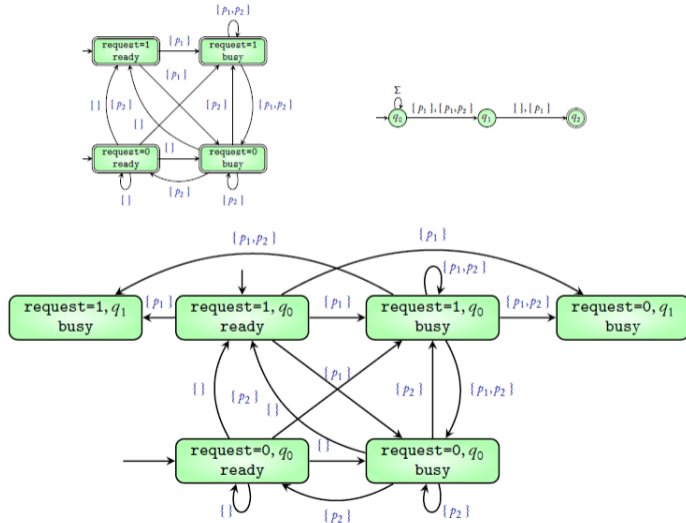 {p₁,p₂}
request=1
ready
{p₁}
request=1
busy
{p₁}
{ }
{p₂}
{ }
{p₂}
{p₁,p₂}
request=0
ready
{ }
request=0
busy
{ }
{p₂}
{p₂}
Σ
q₀
{p₁},{p₁,p₂}
q₁
{ },{p₁}
q₂
{p₁,p₂}
{p₁}
{p₁,p₂}
request=1, q₁
busy
{p₁}
request=1, q₀
ready
{p₁}
request=1, q₀
busy
{p₁,p₂}
request=0, q₁
busy
{ }
{p₂}
{ }
{p₁}
{p₂}
{p₁,p₂}
request=0, q₀
ready
{ }
request=0, q₀
busy
{ }
{p₂}
{p₂}